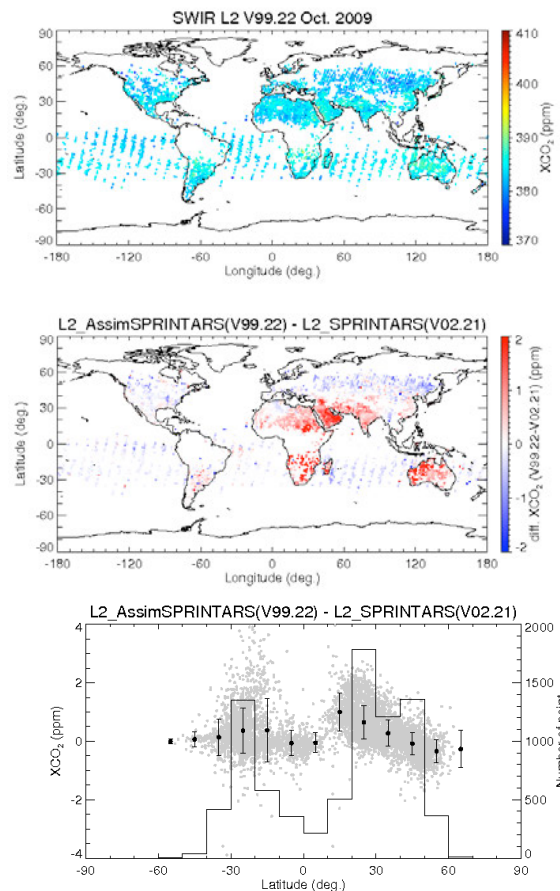 SWIR L2 V99.22 Oct. 2009
90
60
30
0
-30
-60
-90
Latitude (deg.)
-180 -120 -60 0 60 120 180
Longitude (deg.)
410
400
390
380
370
XCO₂ (ppm)
L2_AssimSPRINTARS(V99.22) - L2_SPRINTARS(V02.21)
90
60
30
0
-30
-60
-90
Latitude (deg.)
-180 -120 -60 0 60 120 180
Longitude (deg.)
2
1
0
-1
-2
diff. XCO₂ (V99.22-V02.21) (ppm)
L2_AssimSPRINTARS(V99.22) - L2_SPRINTARS(V02.21)
4
2
0
-2
-4
XCO₂ (ppm)
-90 -60 -30 0 30 60 90
Latitude (deg.)
2000
1500
1000
500
0
Number of point